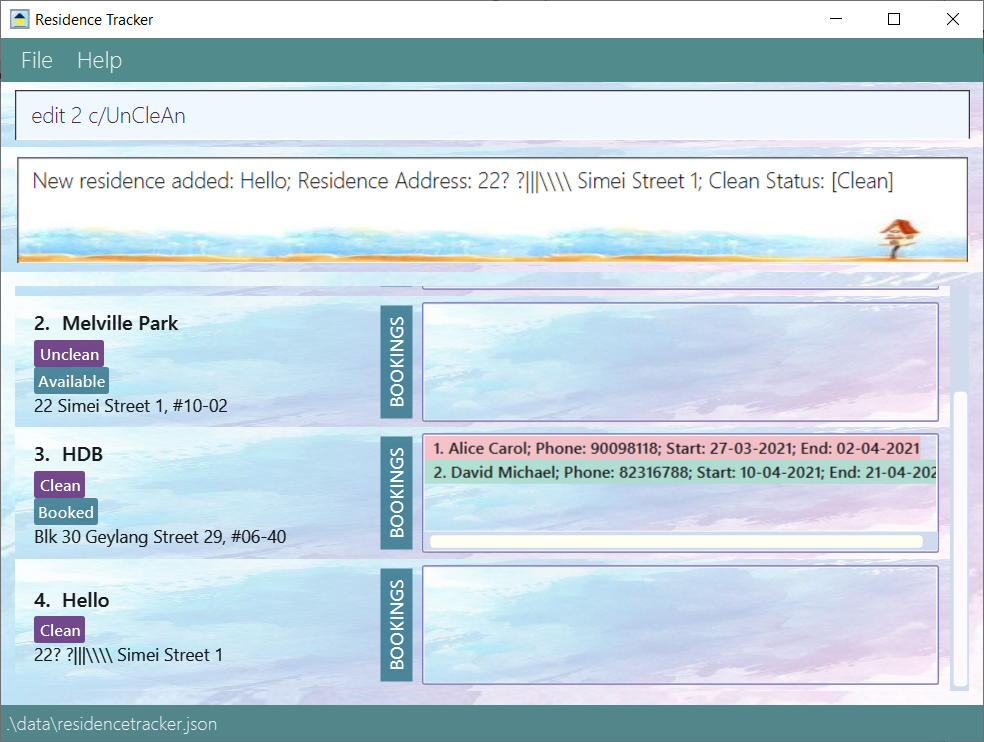 Residence Tracker
File Help
edit 2 c/UnCleAn
New residence added: Hello; Residence Address: 22? ?|||\\\\ Simei Street 1; Clean Status: [Clean]
2. Melville Park
Unclean
Available
22 Simei Street 1, #10-02
BOOKINGS
3. HDB
Clean
Booked
Blk 30 Geylang Street 29, #06-40
BOOKINGS
1. Alice Carol; Phone: 90098118; Start: 27-03-2021; End: 02-04-2021
2. David Michael; Phone: 82316788; Start: 10-04-2021; End: 21-04-202
4. Hello
Clean
22? ?|||\\\\ Simei Street 1
BOOKINGS
.\data\residencetracker.json